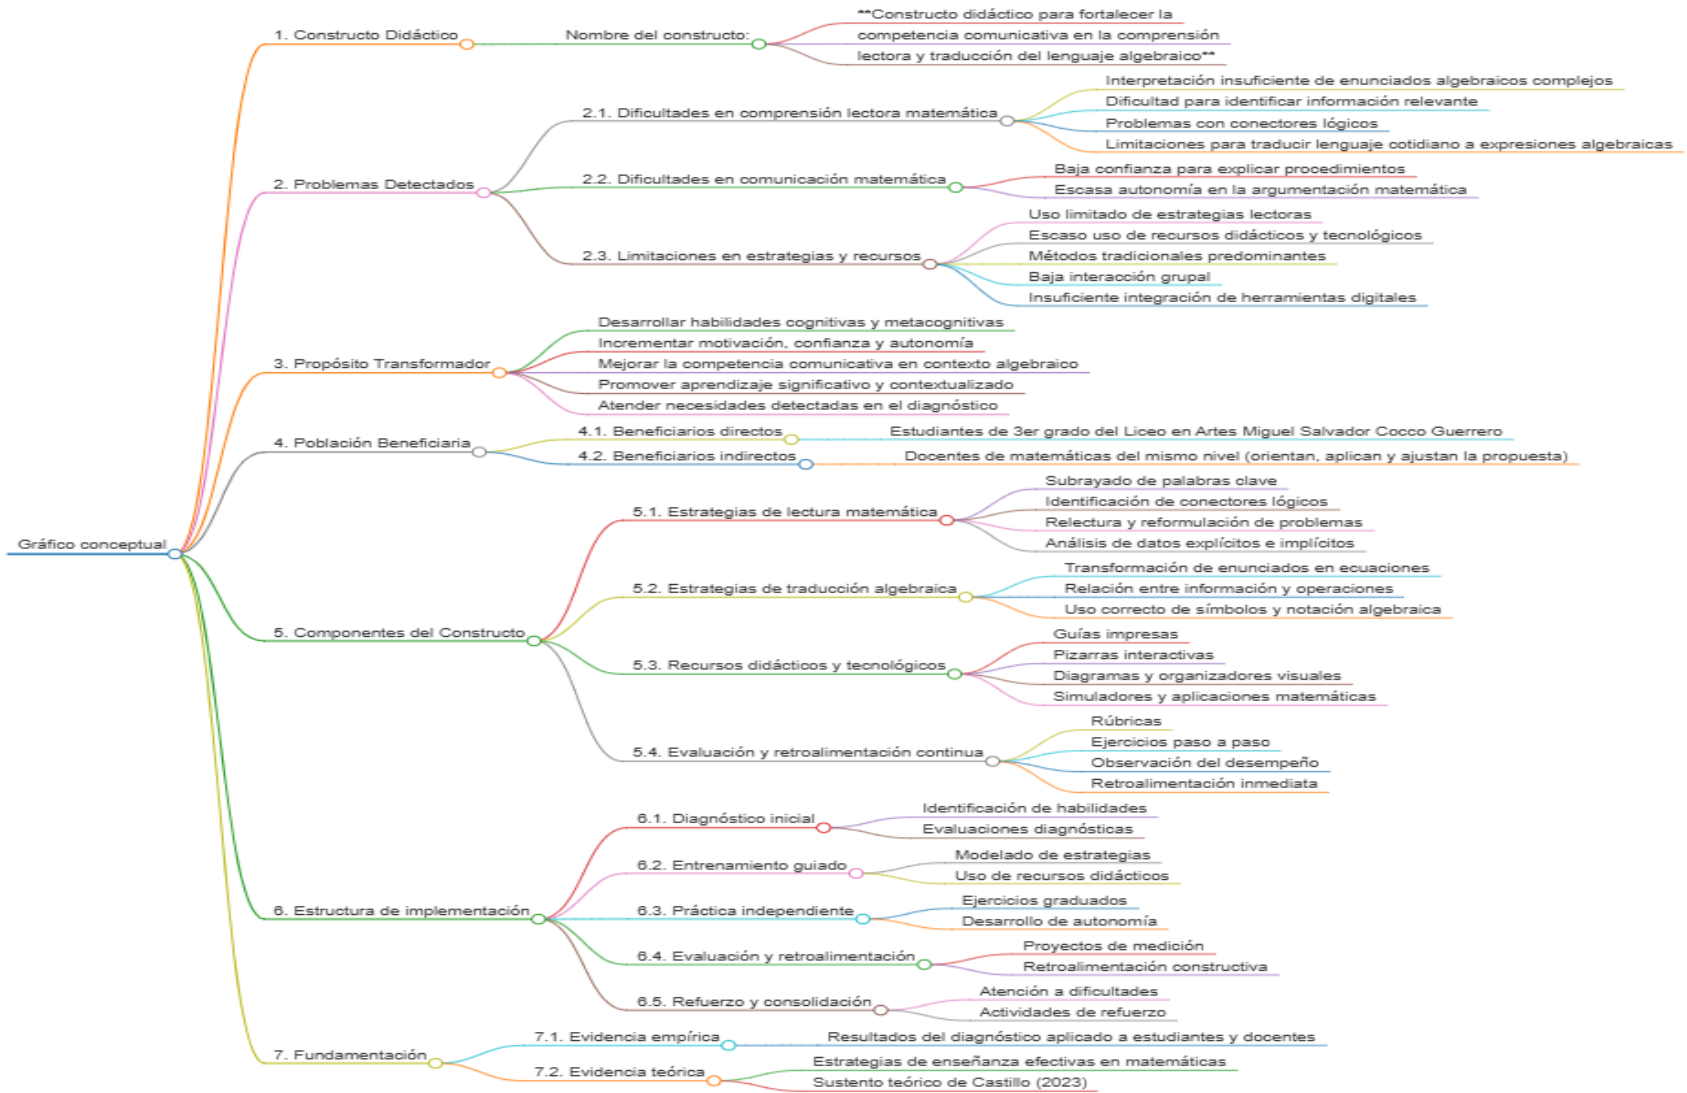 Gráfico conceptual
1. Constructo Didáctico
Nombre del constructo:
**Constructo didáctico para fortalecer la
competencia comunicativa en la comprensión
lectora y traducción del lenguaje algebraico**
2. Problemas Detectados
2.1. Dificultades en comprensión lectora matemática
Interpretación insuficiente de enunciados algebraicos complejos
Dificultad para identificar información relevante
Problemas con conectores lógicos
Limitaciones para traducir lenguaje cotidiano a expresiones algebraicas
2.2. Dificultades en comunicación matemática
Baja confianza para explicar procedimientos
Escasa autonomía en la argumentación matemática
2.3. Limitaciones en estrategias y recursos
Uso limitado de estrategias lectoras
Escaso uso de recursos didácticos y tecnológicos
Métodos tradicionales predominantes
Baja interacción grupal
Insuficiente integración de herramientas digitales
3. Propósito Transformador
Desarrollar habilidades cognitivas y metacognitivas
Incrementar motivación, confianza y autonomía
Mejorar la competencia comunicativa en contexto algebraico
Promover aprendizaje significativo y contextualizado
Atender necesidades detectadas en el diagnóstico
4. Población Beneficiaria
4.1. Beneficiarios directos
Estudiantes de 3er grado del Liceo en Artes Miguel Salvador Cocco Guerrero
4.2. Beneficiarios indirectos
Docentes de matemáticas del mismo nivel (orientan, aplican y ajustan la propuesta)
5. Componentes del Constructo
5.1. Estrategias de lectura matemática
Subrayado de palabras clave
Identificación de conectores lógicos
Relectura y reformulación de problemas
Análisis de datos explícitos e implícitos
5.2. Estrategias de traducción algebraica
Transformación de enunciados en ecuaciones
Relación entre información y operaciones
Uso correcto de símbolos y notación algebraica
5.3. Recursos didácticos y tecnológicos
Guías impresas
Pizarras interactivas
Diagramas y organizadores visuales
Simuladores y aplicaciones matemáticas
5.4. Evaluación y retroalimentación continua
Rúbricas
Ejercicios paso a paso
Observación del desempeño
Retroalimentación inmediata
6. Estructura de implementación
6.1. Diagnóstico inicial
Identificación de habilidades
Evaluaciones diagnósticas
6.2. Entrenamiento guiado
Modelado de estrategias
Uso de recursos didácticos
6.3. Práctica independiente
Ejercicios graduados
Desarrollo de autonomía
6.4. Evaluación y retroalimentación
Proyectos de medición
Retroalimentación constructiva
6.5. Refuerzo y consolidación
Atención a dificultades
Actividades de refuerzo
7. Fundamentación
7.1. Evidencia empírica
Resultados del diagnóstico aplicado a estudiantes y docentes
7.2. Evidencia teórica
Estrategias de enseñanza efectivas en matemáticas
Sustento teórico de Castillo (2023)